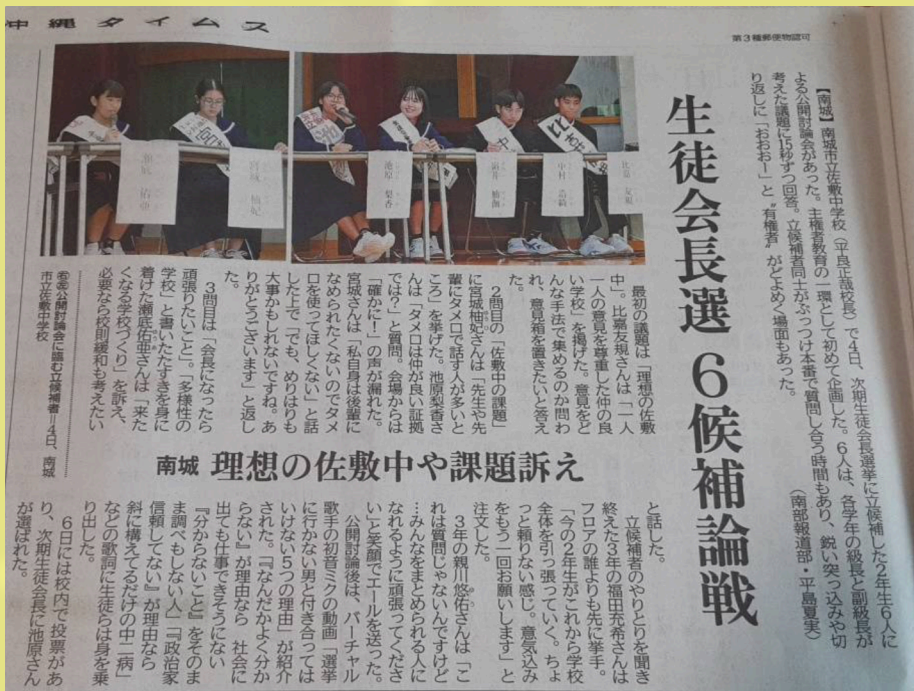 沖縄タイムス
第3種郵便物認可
生徒会長選 6候補論戦
【南城】南城市立佐敷中学校(平良正哉校長)で4日、次期生徒会長選挙に立候補した2年生6人に
よる公開討論会があった。主権者教育の一環として初めて企画した。6人は、各学年の級長と副級長が
考えた議題に15秒ずつ回答。立候補者同士がぶっつけ本番で質問し合う時間もあり、鋭い突っ込みや切
り返しに「おおおー」と〝有権者〟がどよめく場面もあった。
(南部報道部・平島夏実)
瀬底 佑亜
宮城 柚妃
池原 梨香
中村
比嘉 友規
最初の議題は「理想の佐敷
中」。比嘉友規さんは「一人
一人の意見を尊重した仲の良
い学校」を掲げた。意見をど
んな手法で集めるのか問わ
れ、意見箱を置きたいと答え
た。
2問目の「佐敷中の課題」
に宮城柚妃さんは「先生や先
輩にタメ口で話す人が多いと
ころ」を挙げた。池原梨香さ
んは「タメ口は仲が良い証拠
では?」と質問。会場からは
「確かに!」の声が漏れた。
宮城さんは「私自身は後輩に
なめられたくないのでタメ
口を使ってほしくない」と話
した上で「でも、めりはりも
大事かもしれないですね。あ
りがとうございます」と返し
た。
3問目は「会長になったら
頑張りたいこと」。「多様性の
学校」と書いたたすきを身に
着けた瀬底佑亜さんは「来た
くなる学校づくり」を訴え、
必要なら校則緩和も考えたい
公開討論会に臨む立候補者=4日、南城
市立佐敷中学校
南城 理想の佐敷中や課題訴え
と話した。
立候補者のやりとりを聞き
終えた3年の福田充希さんは
フロアの誰よりも先に挙手。
「今の2年生がこれから学校
全体を引っ張っていく。ちょ
っと頼りない感じ。意気込み
をもう一回お願いします」と
注文した。
3年の親川悠佑さんは「こ
れは質問じゃないんですけど
…みんなをまとめられる人に
なれるように頑張ってくださ
い」と笑顔でエールを送った。
公開討論後は、バーチャル
歌手の初音ミクの動画「選挙
に行かない男と付き合っては
いけない5つの理由」が紹介
された。『なんだかよく分か
らない』が理由なら 社会に
出ても仕事できそうにない
『分からないこと』をそのま
ま調べもしない人」「『政治家
信頼してない』が理由なら
斜に構えてるだけの中二病」
などの歌詞に生徒らは身を乗
り出した。
6日には校内で投票があ
り、次期生徒会長に池原さん
が選ばれた。